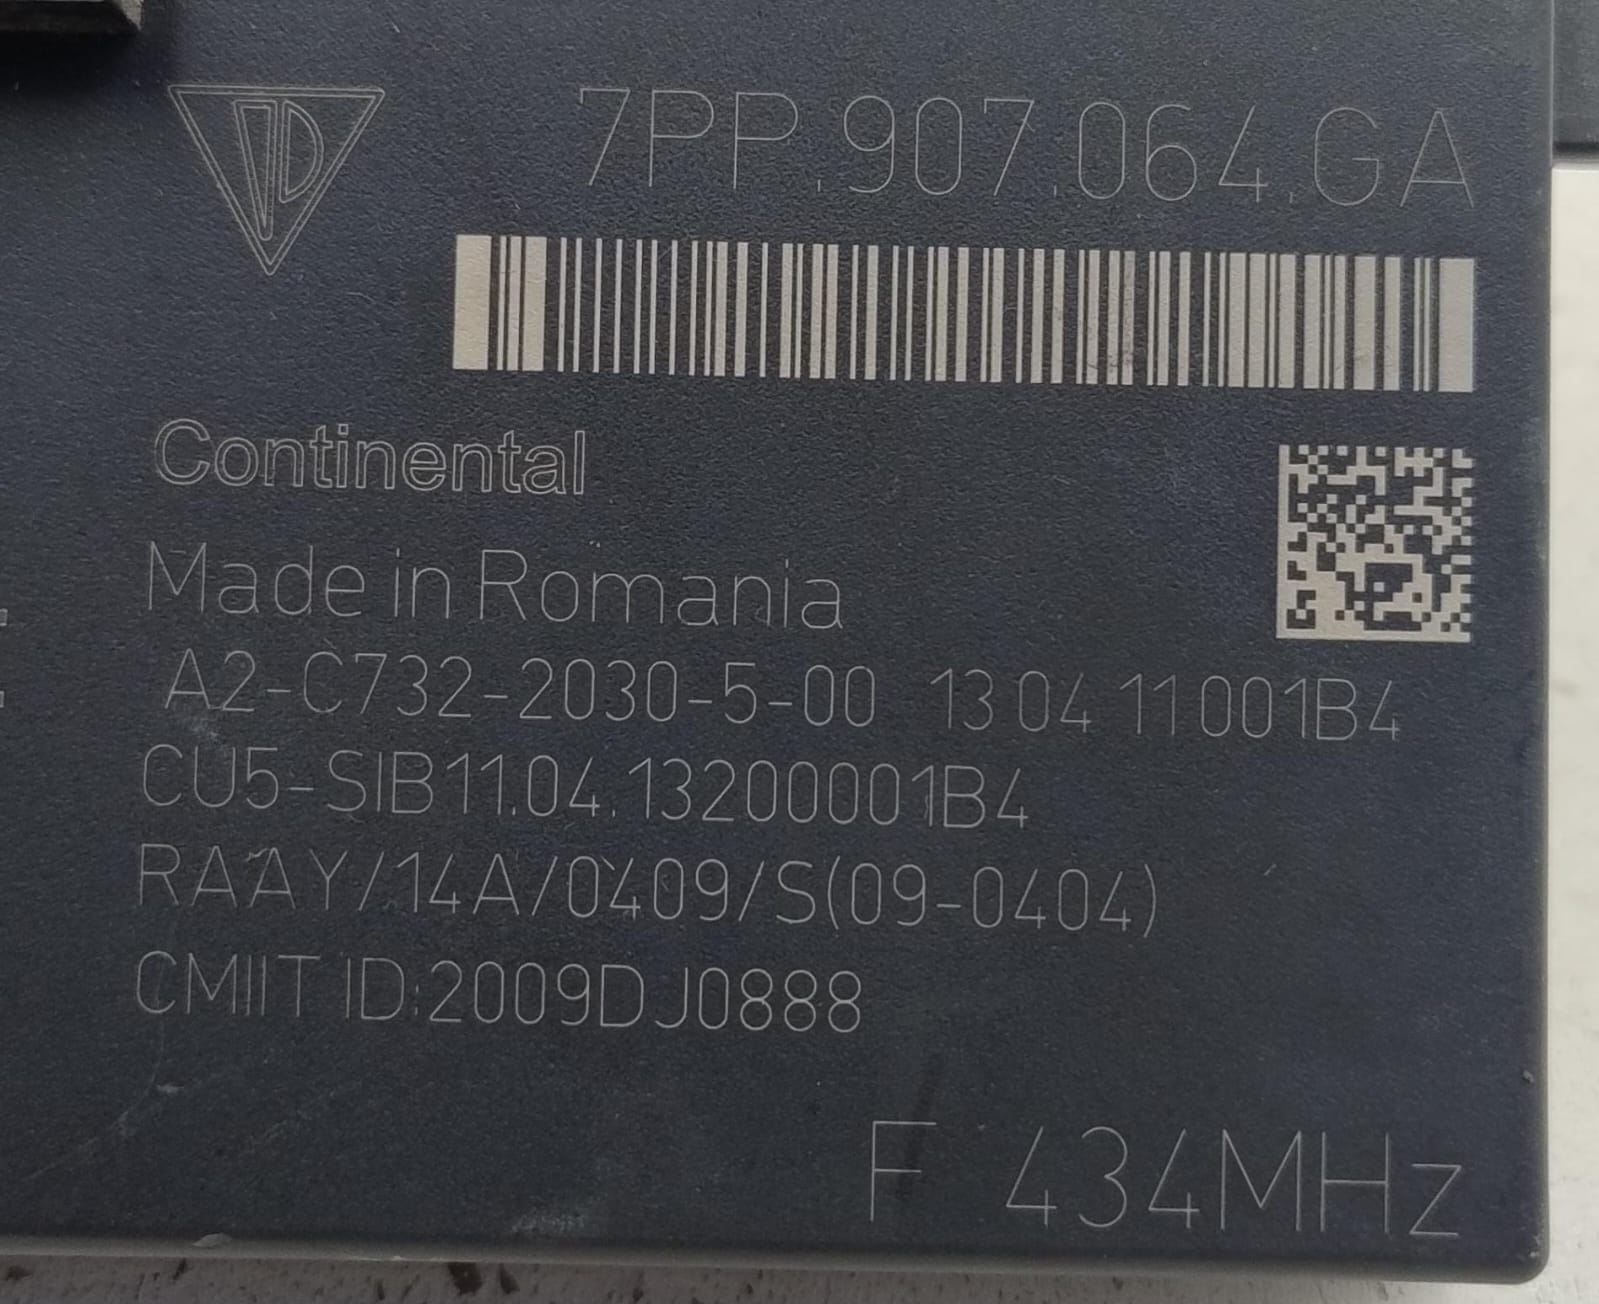 7PP.907.064.GA
Continental
Made in Romania
A2-C732-2030-5-00 13 04 11 001B4
CU5-SIB11.04.13200001B4
RAAY/14A/0409/S(09-0404)
CMIIT ID:2009DJ0888
F 434MHz